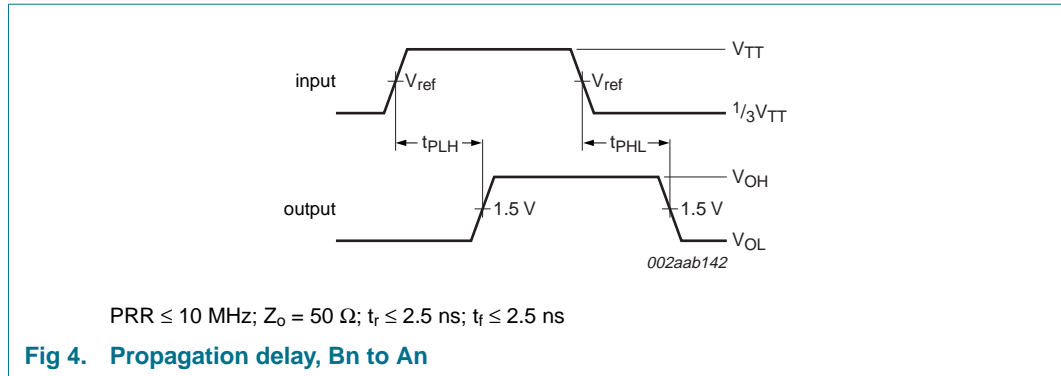 V_TT
input
V_ref
V_ref
1/3V_TT
t_PLH
t_PHL
V_OH
output
1.5 V
1.5 V
V_OL
002aab142
PRR ≤ 10 MHz; Z_o = 50 Ω; t_r ≤ 2.5 ns; t_f ≤ 2.5 ns
Fig 4. Propagation delay, Bn to An